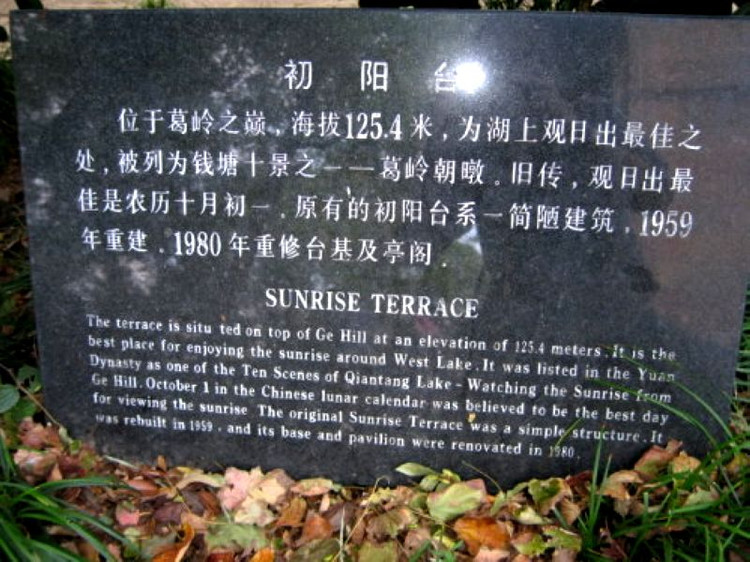 初阳台
位于葛岭之巅，海拔125.4米，为湖上观日出最佳之
处，被列为钱塘十景之一——葛岭朝暾。旧传，观日出最
佳是农历十月初一．原有的初阳台系一简陋建筑．1959
年重建．1980年重修台基及亭阁．
SUNRISE TERRACE
The terrace is situ ted on top of Ge Hill at an elevation of 125.4 meters. It is the
best place for enjoying the sunrise around West Lake. It was listed in the Yuan
Dynasty as one of the Ten Scenes of Qiantang Lake-Watching the Sunrise from
Ge Hill. October 1 in the Chinese lunar calendar was believed to be the best day
for viewing the sunrise The original Sunrise Terrace was a simple structure. It
was rebuilt in 1959. and its base and pavilion were renovated in 1980.